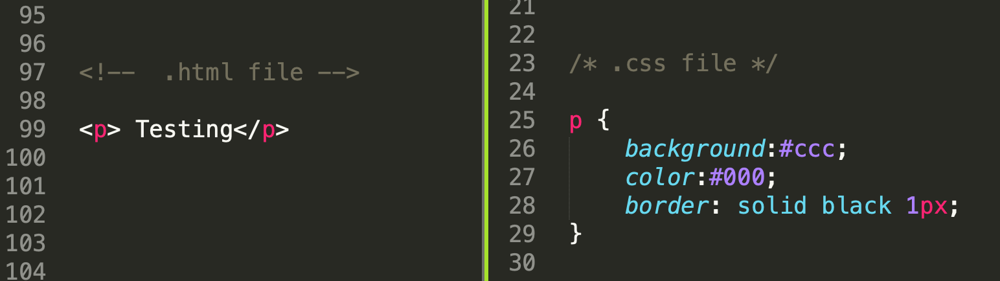 95
96
97 <!--  .html file -->
98
99 <p> Testing</p>
100
101
102
103
104
21
22
23 /* .css file */
24
25 p {
26     background:#ccc;
27     color:#000;
28     border: solid black 1px;
29 }
30